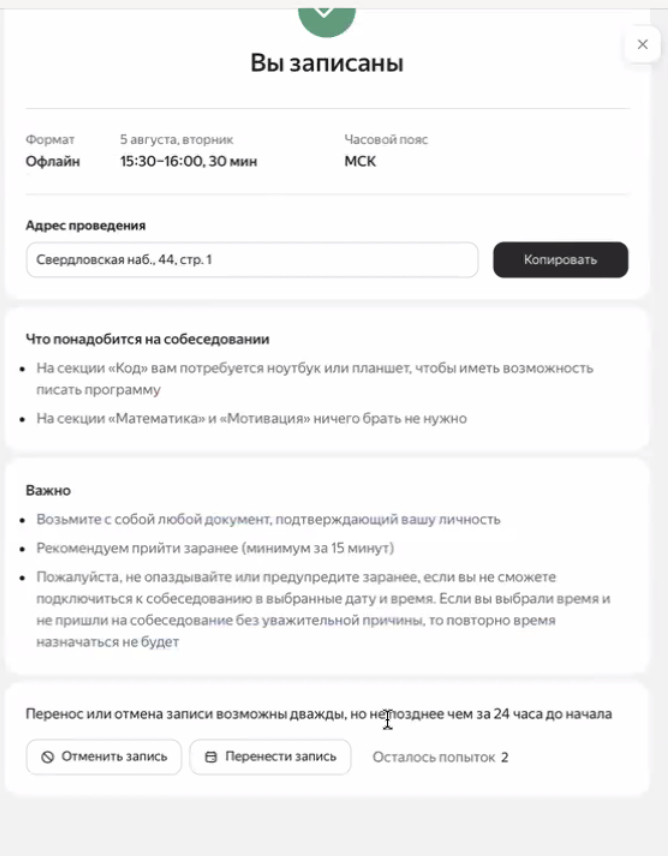 Вы записаны
Формат
5 августа, вторник
Часовой пояс
Офлайн
15:30–16:00, 30 мин
МСК
Адрес проведения
Свердловская наб., 44, стр. 1
Копировать
Что понадобится на собеседовании
• На секции «Код» вам потребуется ноутбук или планшет, чтобы иметь возможность
писать программу
• На секции «Математика» и «Мотивация» ничего брать не нужно
Важно
• Возьмите с собой любой документ, подтверждающий вашу личность
• Рекомендуем прийти заранее (минимум за 15 минут)
• Пожалуйста, не опаздывайте или предупредите заранее, если вы не сможете
подключиться к собеседованию в выбранные дату и время. Если вы выбрали время и
не пришли на собеседование без уважительной причины, то повторно время
назначаться не будет
Перенос или отмена записи возможны дважды, но не позднее чем за 24 часа до начала
Отменить запись
Перенести запись
Осталось попыток 2